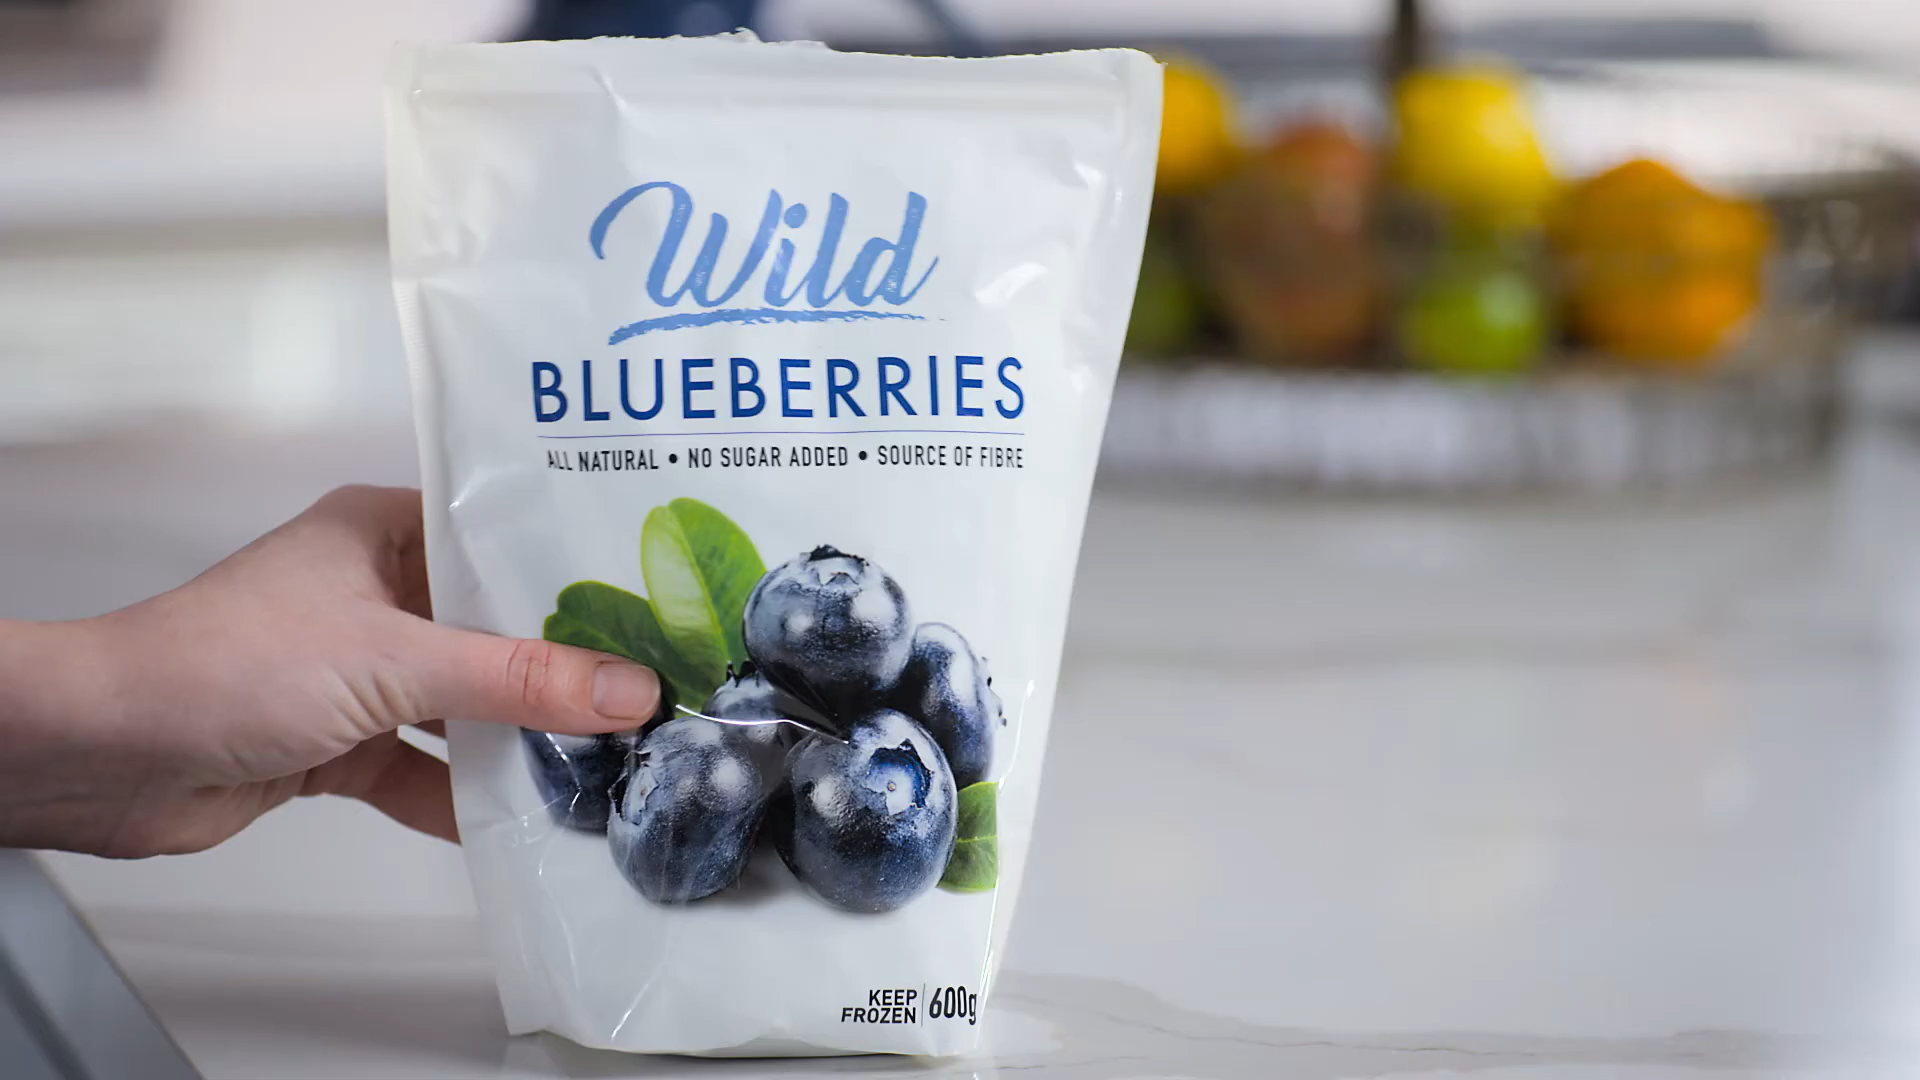 Wild
BLUEBERRIES
ALL NATURAL • NO SUGAR ADDED • SOURCE OF FIBRE
KEEP FROZEN | 600g